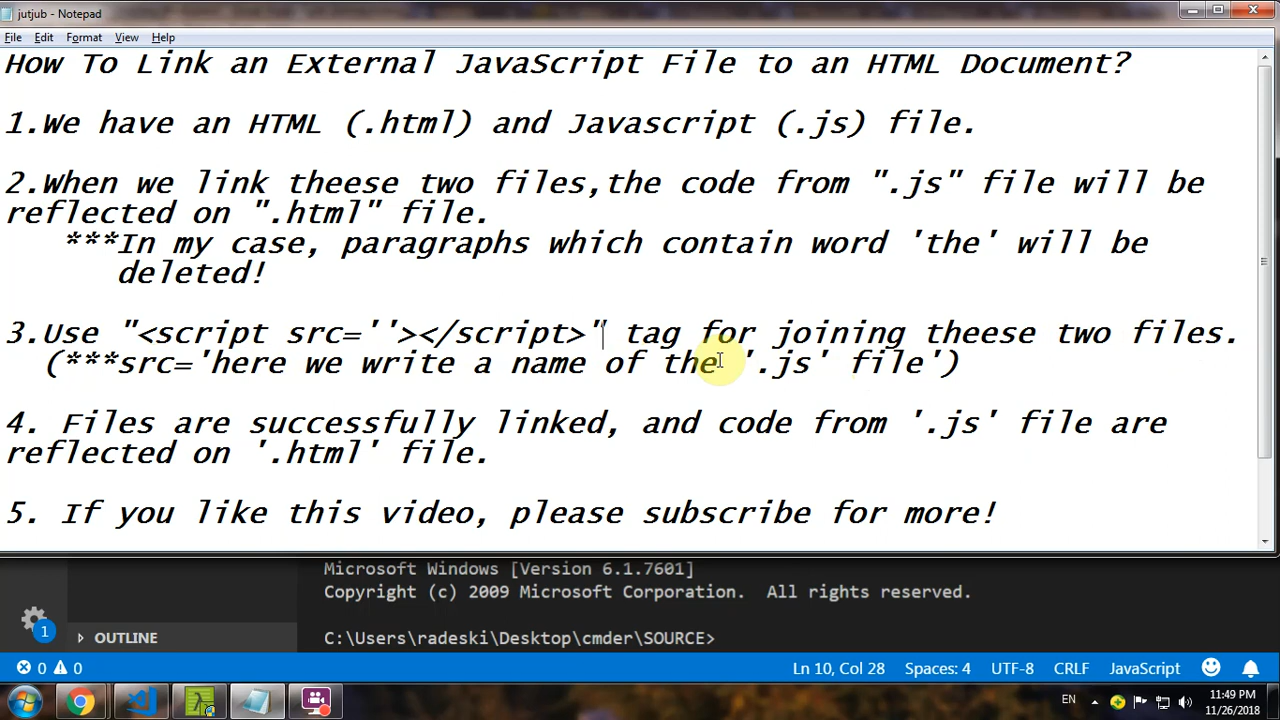 jutjub - Notepad
File Edit Format View Help
How To Link an External JavaScript File to an HTML Document?
1.We have an HTML (.html) and Javascript (.js) file.
2.When we link theese two files,the code from ".js" file will be
reflected on ".html" file.
***In my case, paragraphs which contain word 'the' will be
deleted!
3.Use "<script src=''></script>" tag for joining theese two files.
(***src='here we write a name of the '.js' file')
4. Files are successfully linked, and code from '.js' file are
reflected on '.html' file.
5. If you like this video, please subscribe for more!
Microsoft Windows [Version 6.1.7601]
Copyright (c) 2009 Microsoft Corporation. All rights reserved.
C:\Users\radeski\Desktop\cmder\SOURCE>
1
OUTLINE
0 0 Ln 10, Col 28 Spaces: 4 UTF-8 CRLF JavaScript
EN 11:49 PM
11/26/2018